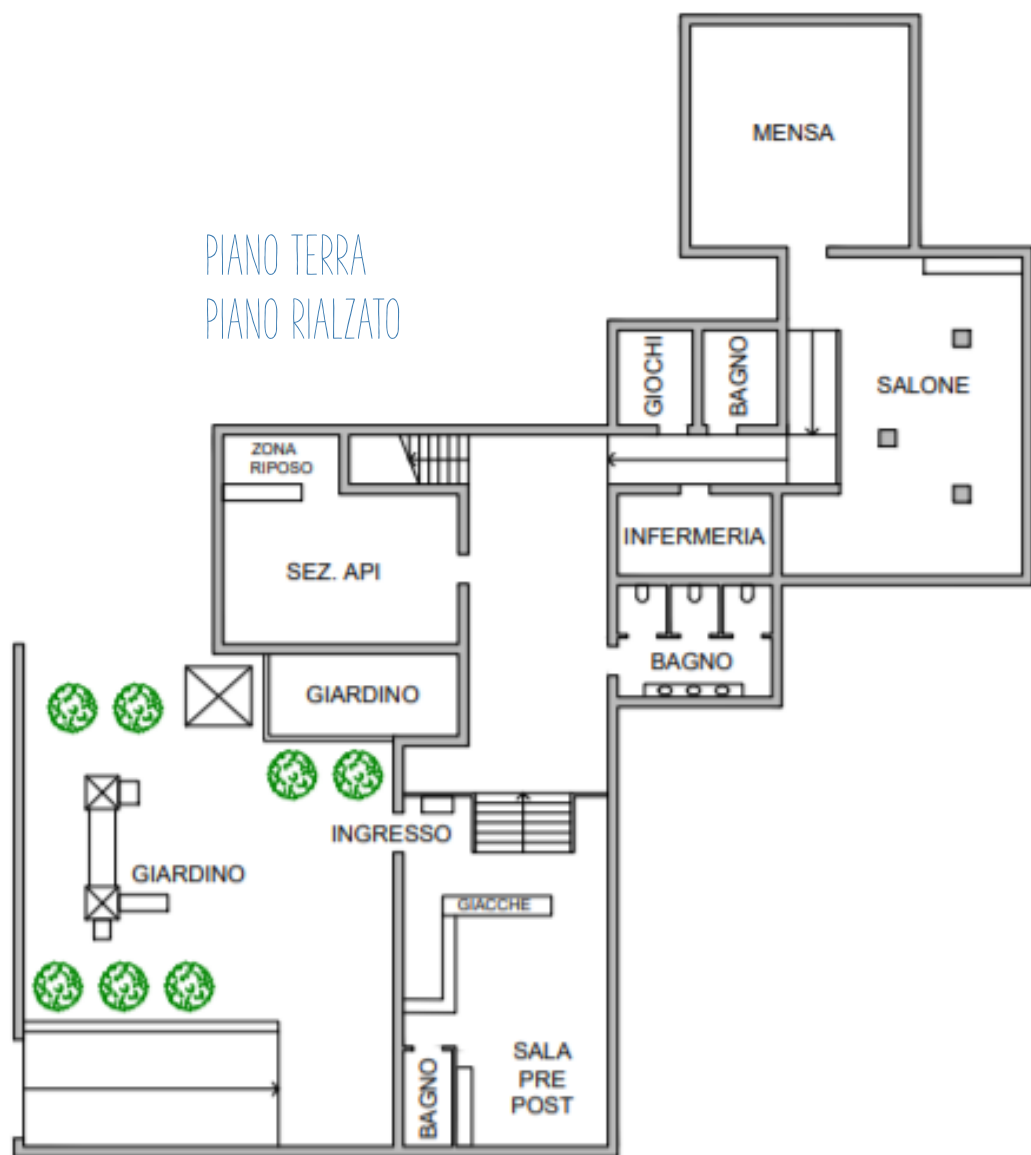 MENSA
PIANO TERRA
PIANO RIALZATO
GIOCHI
BAGNO
SALONE
ZONA
RIPOSO
INFERMERIA
SEZ. API
BAGNO
GIARDINO
INGRESSO
GIARDINO
GIACCHE
SALA
PRE
POST
BAGNO